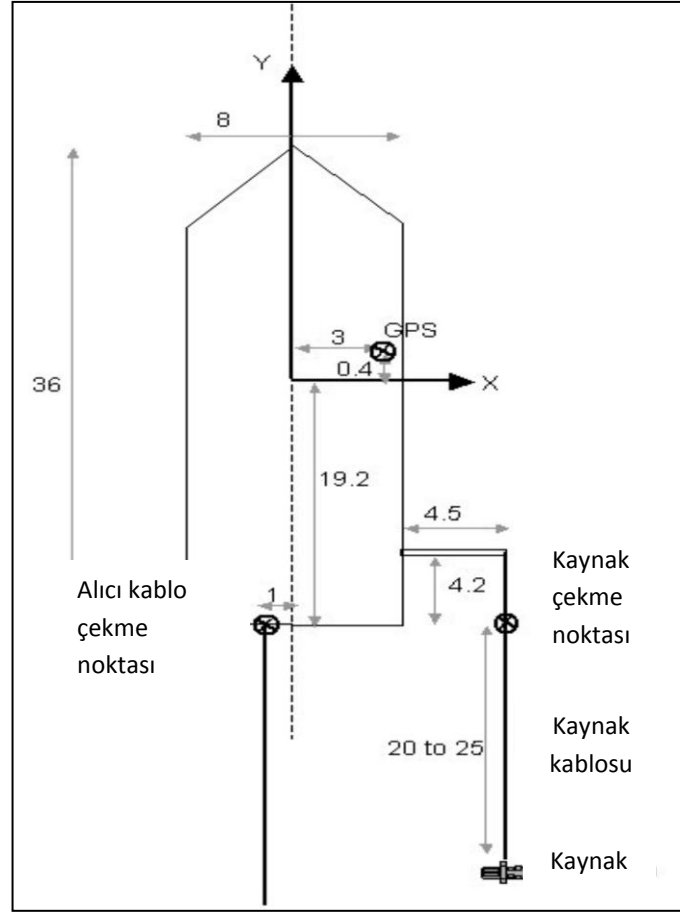 Y
8
GPS
3
0.4
X
36
19.2
4.5
Alıcı kablo
çekme
noktası
1
4.2
Kaynak
çekme
noktası
20 to 25
Kaynak
kablosu
Kaynak